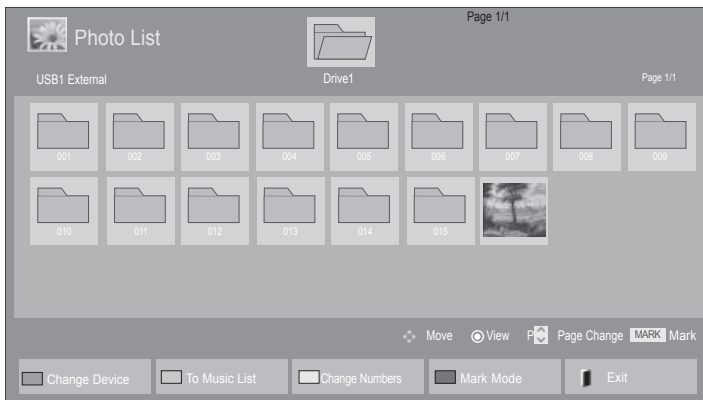 Page 1/1
Photo List
USB1 External Drive1 Page 1/1
001 002 003 004 005 006 007 008 009
010 011 012 013 014 015
Move View P Page Change MARK Mark
Change Device To Music List Change Numbers Mark Mode Exit